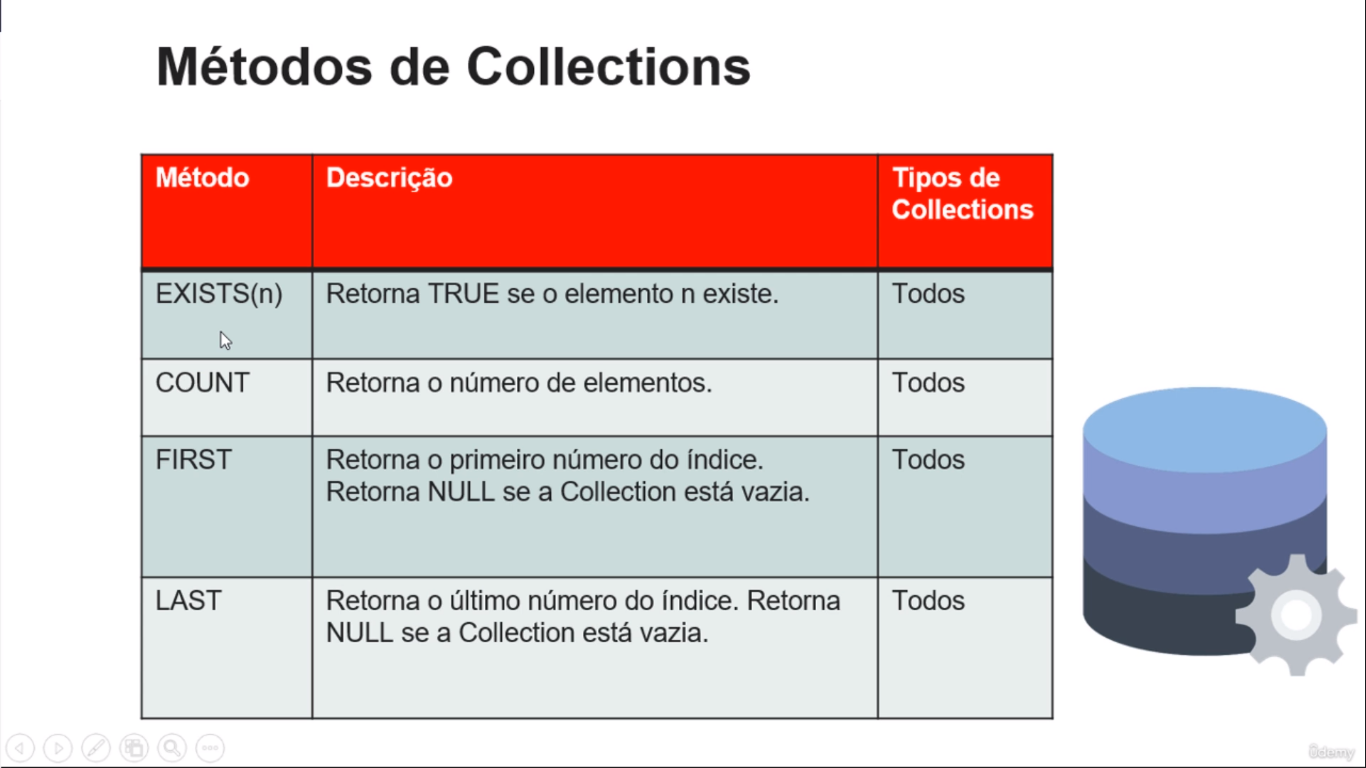 Métodos de Collections
Método
Descrição
Tipos de
Collections
EXISTS(n)
Retorna TRUE se o elemento n existe.
Todos
COUNT
Retorna o número de elementos.
Todos
FIRST
Retorna o primeiro número do índice.
Retorna NULL se a Collection está vazia.
Todos
LAST
Retorna o último número do índice. Retorna
NULL se a Collection está vazia.
Todos
ûdemy